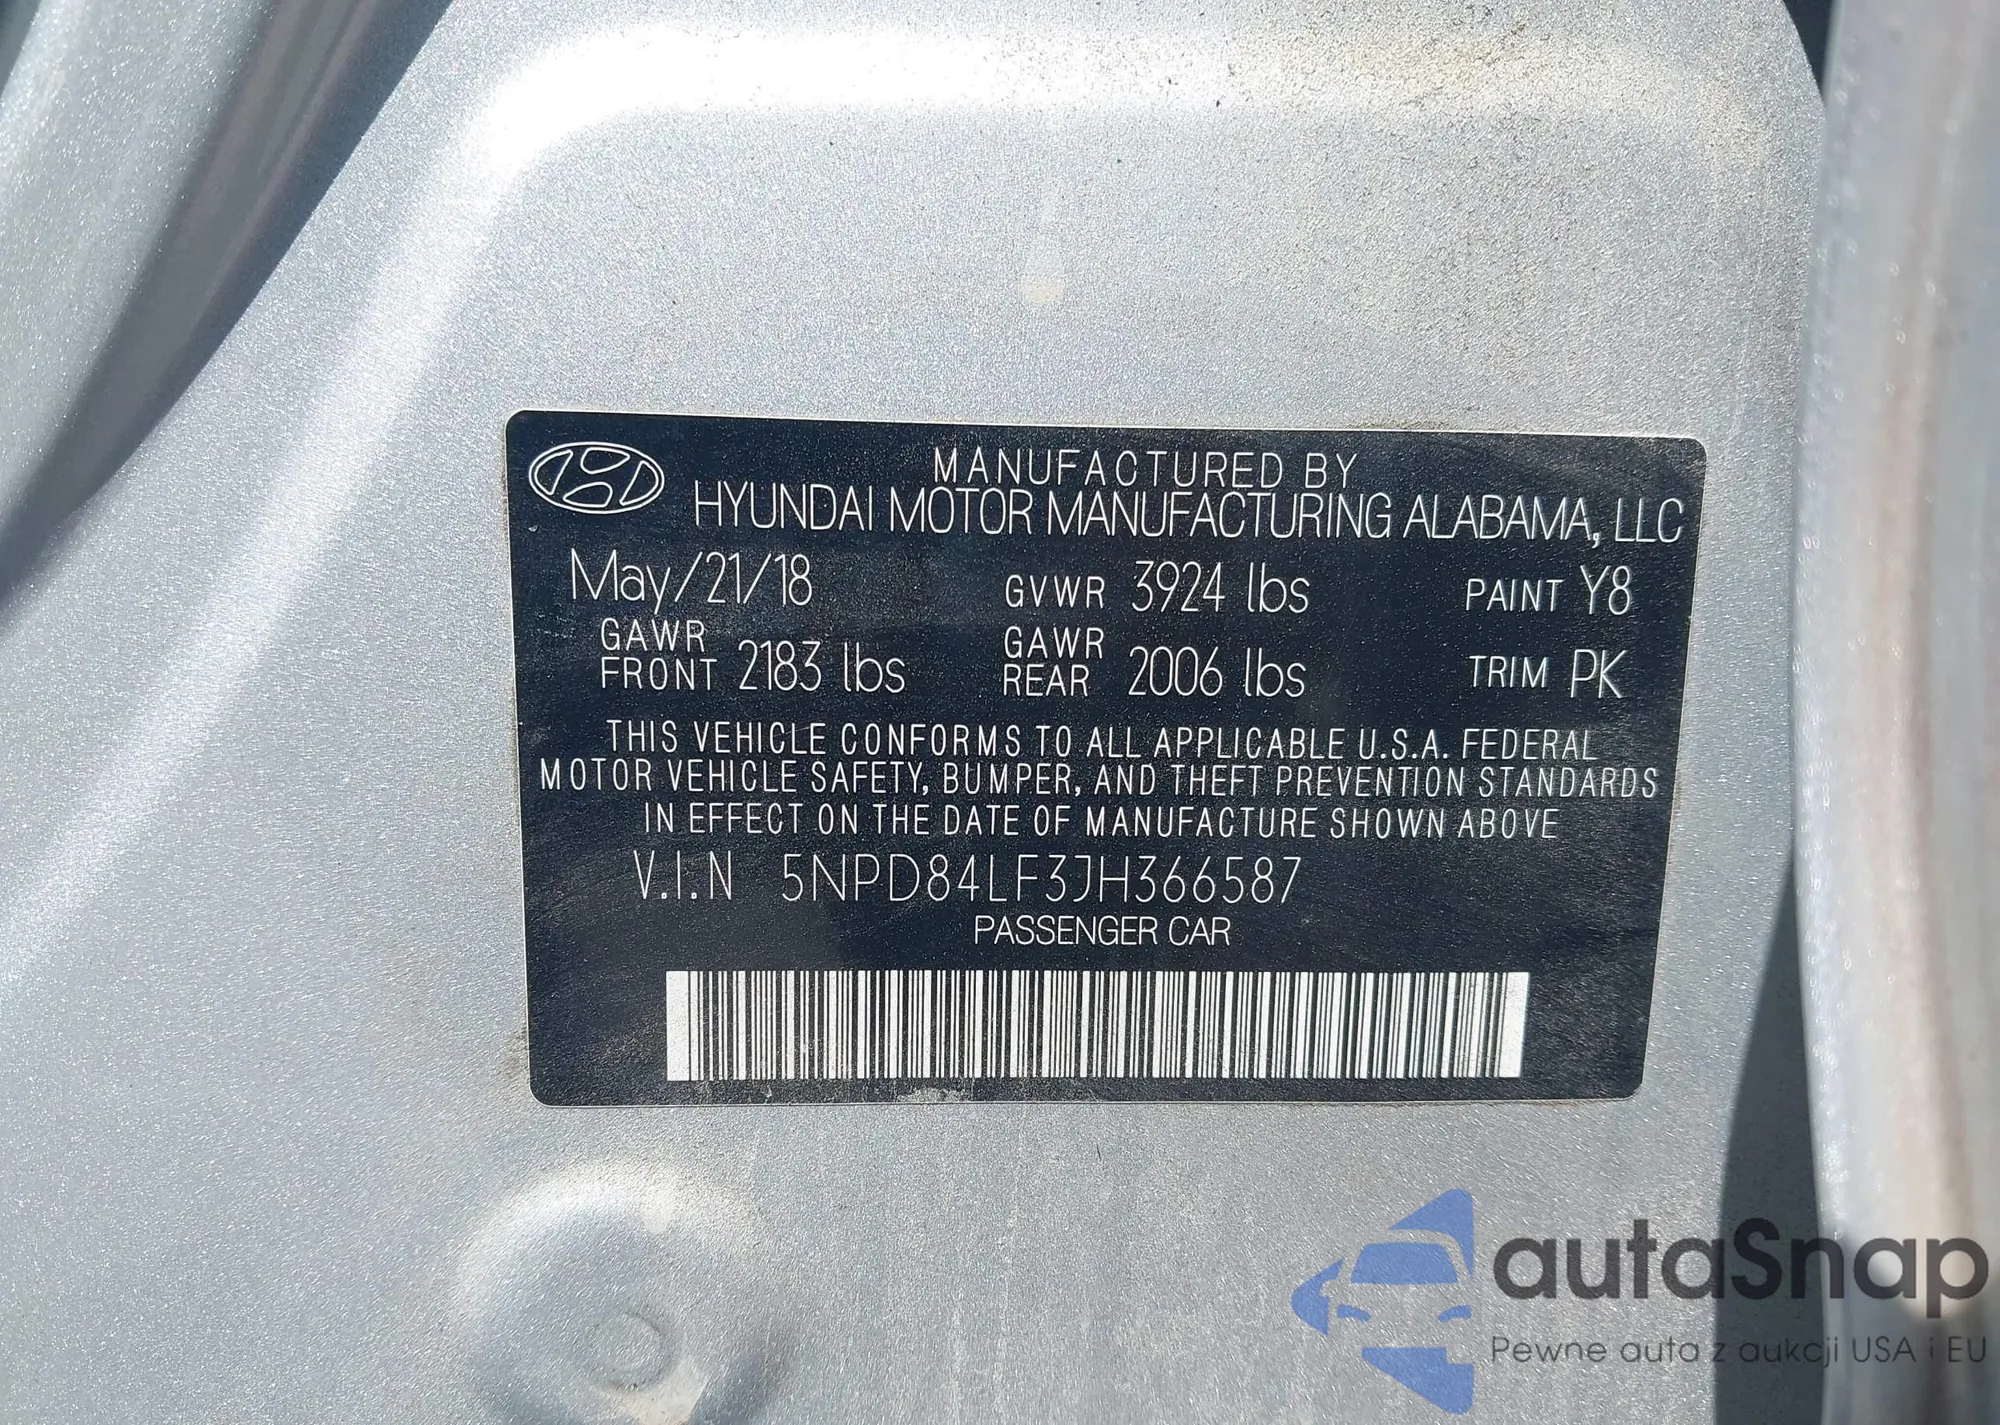 MANUFACTURED BY
HYUNDAI MOTOR MANUFACTURING ALABAMA, LLC
May/21/18 GVWR 3924 lbs PAINT Y8
GAWR FRONT 2183 lbs GAWR REAR 2006 lbs TRIM PK
THIS VEHICLE CONFORMS TO ALL APPLICABLE U.S.A. FEDERAL
MOTOR VEHICLE SAFETY, BUMPER, AND THEFT PREVENTION STANDARDS
IN EFFECT ON THE DATE OF MANUFACTURE SHOWN ABOVE
V.I.N 5NPD84LF3JH366587
PASSENGER CAR
autaSnap
Pewne auta z aukcji USA i EU